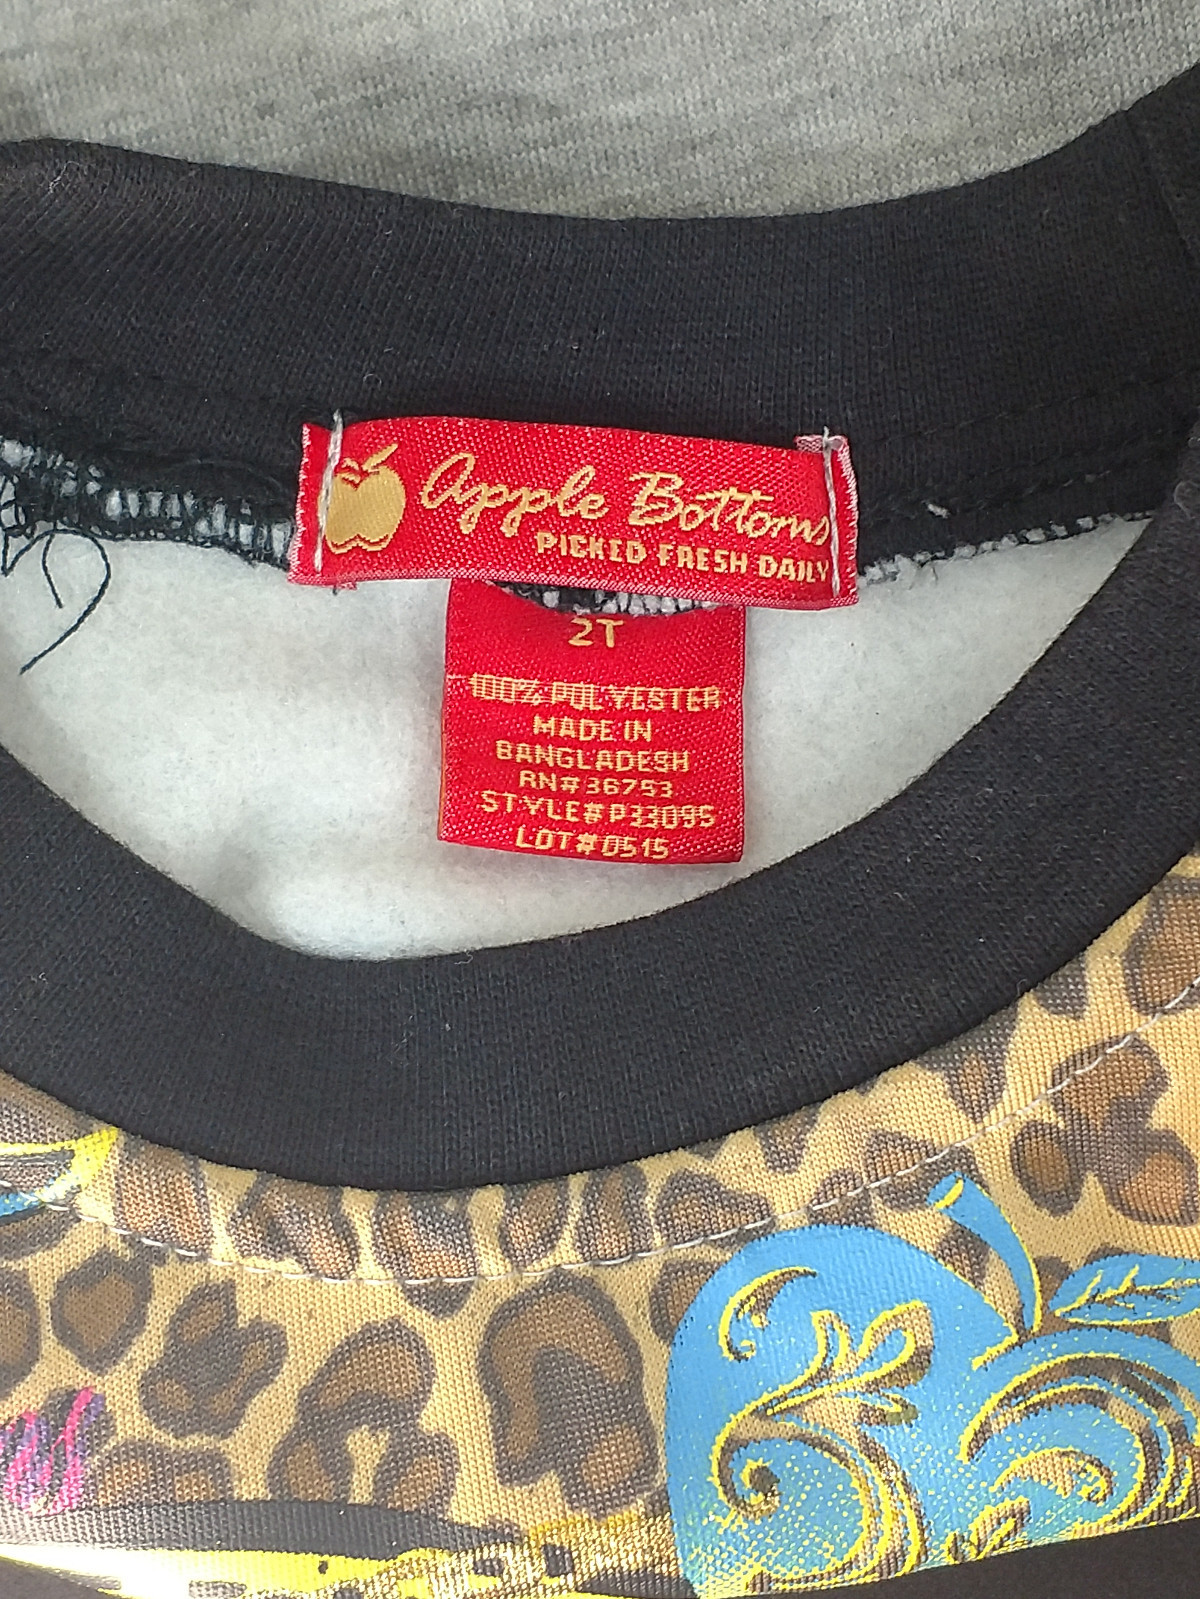 Apple Bottoms
PICKED FRESH DAILY
2T
100% POLYESTER
MADE IN
BANGLADESH
RN#36753
STYLE#P33095
LOT#0515